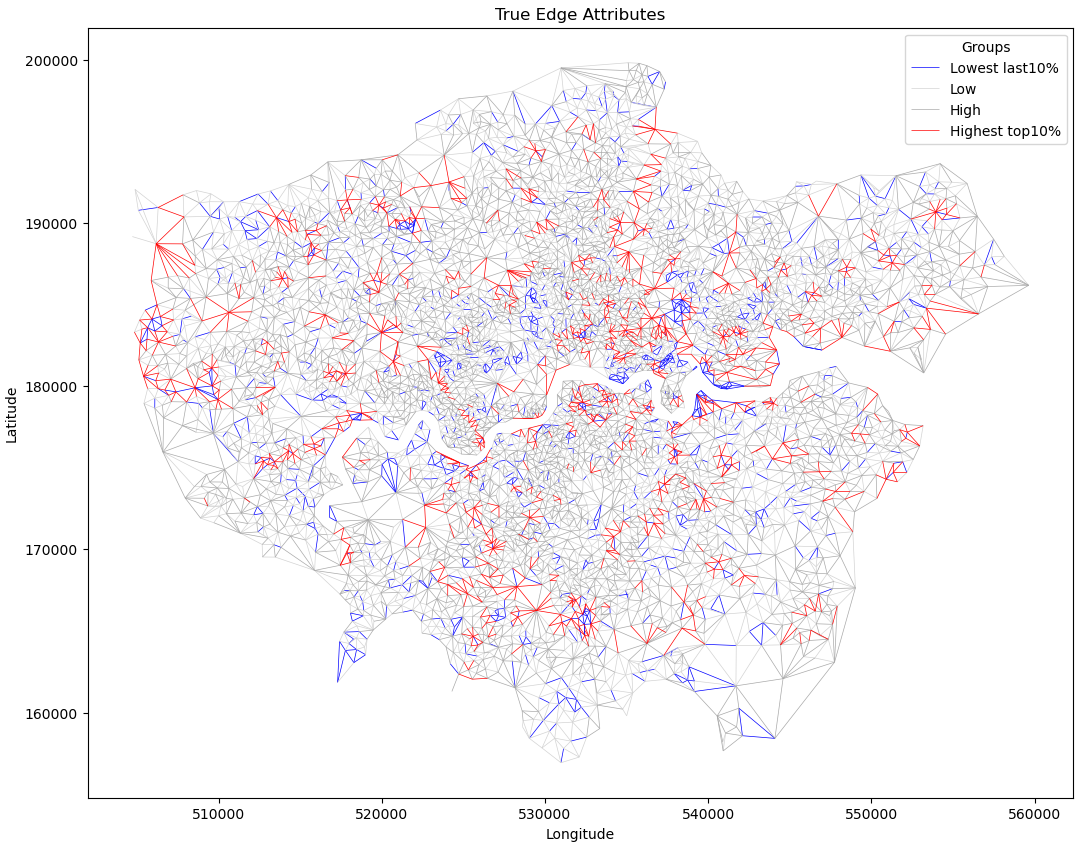 True Edge Attributes
Groups
Lowest last10%
Low
High
Highest top10%
Latitude
200000
190000
180000
170000
160000
510000
520000
530000
540000
550000
560000
Longitude